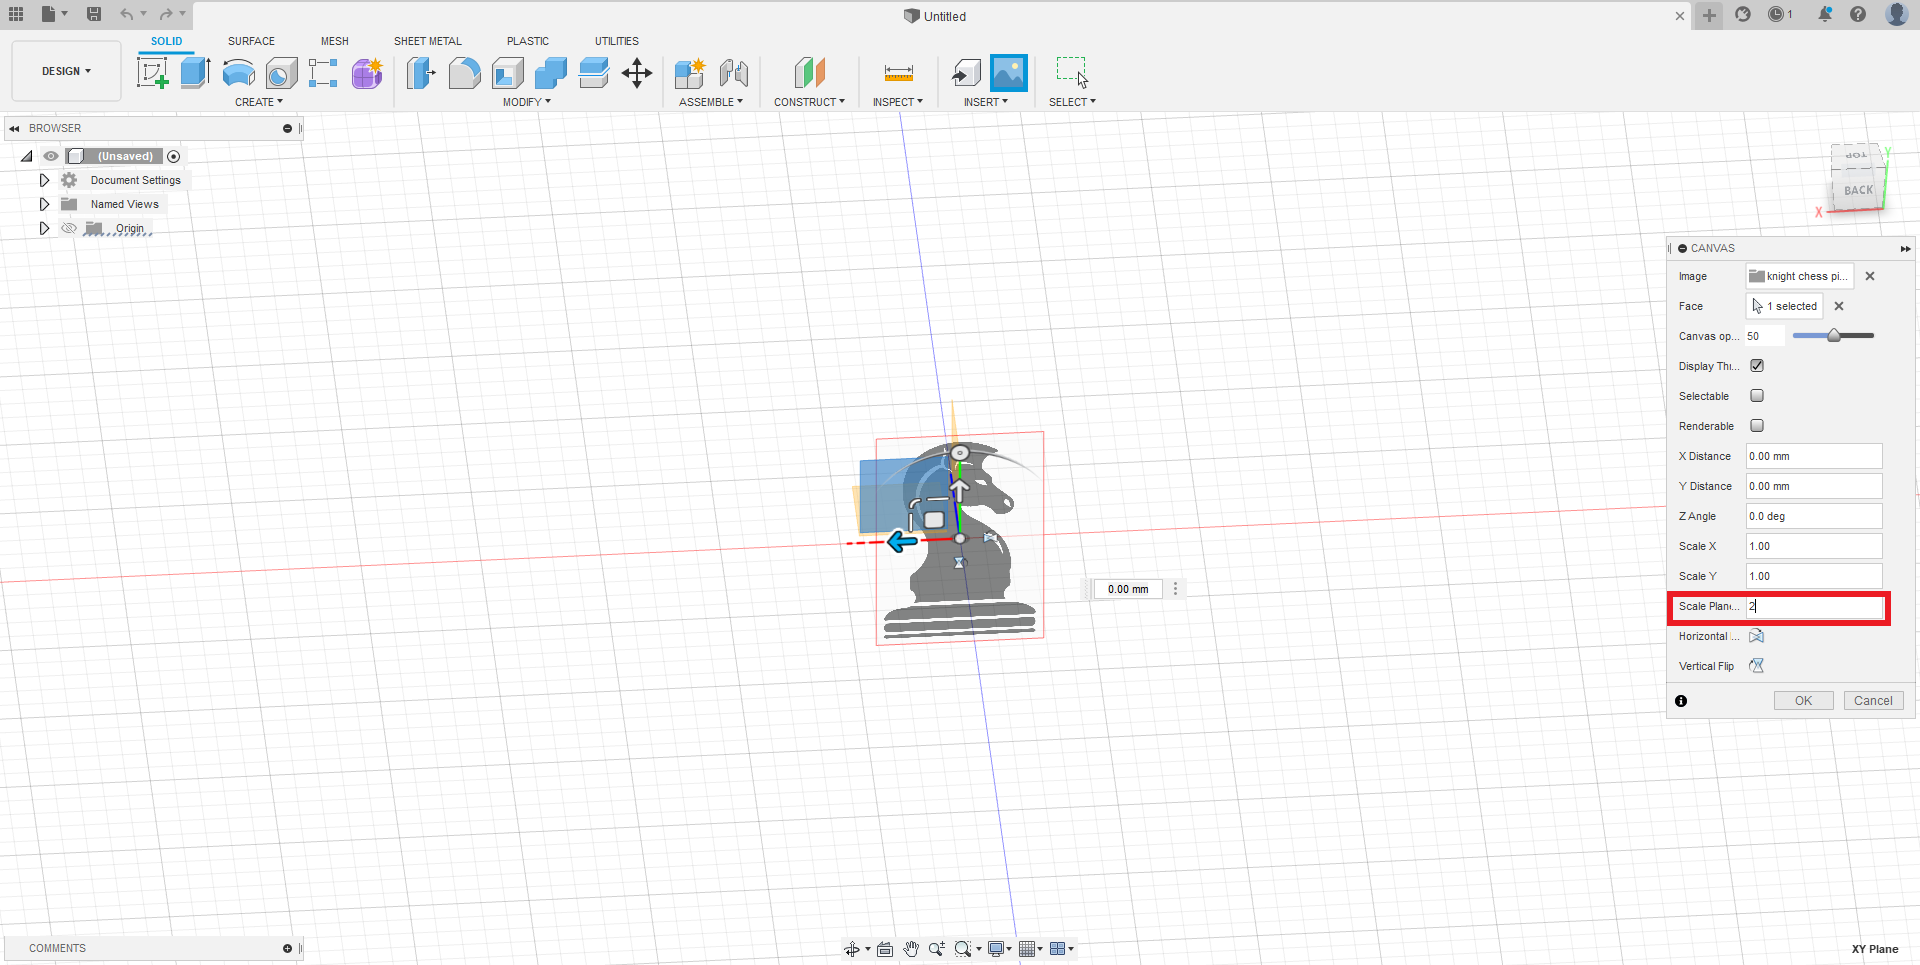 Untitled
1
SOLID
SURFACE
MESH
SHEET METAL
PLASTIC
UTILITIES
DESIGN
CREATE
MODIFY
ASSEMBLE
CONSTRUCT
INSPECT
INSERT
SELECT
BROWSER
(Unsaved)
Document Settings
Named Views
Origin
TOP
BACK
X
Y
CANVAS
Image knight chess pi...
Face 1 selected
Canvas op... 50
Display Thr...
Selectable
Renderable
X Distance 0.00 mm
Y Distance 0.00 mm
Z Angle 0.0 deg
Scale X 1.00
Scale Y 1.00
Scale Plan... 2
Horizontal ...
Vertical Flip
OK Cancel
0.00 mm
COMMENTS
XY Plane